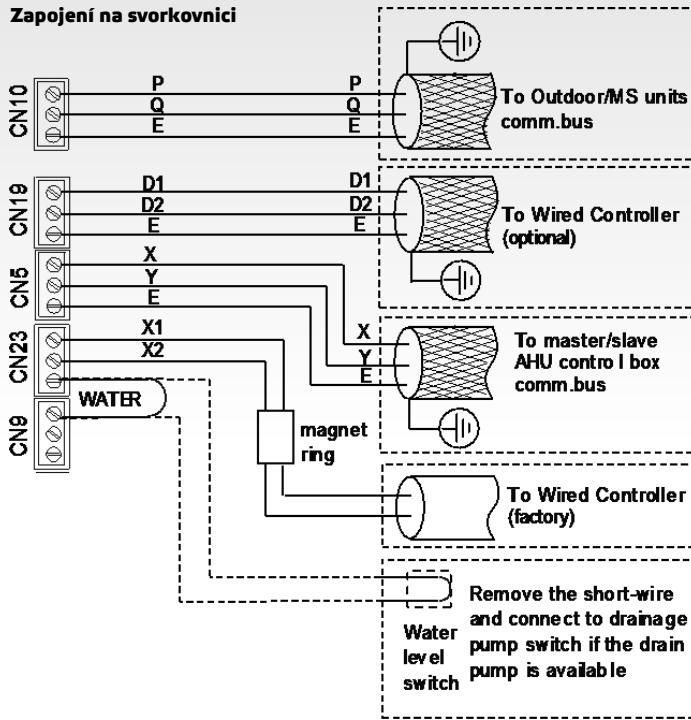 Zapojení na svorkovnici
CN10
P
Q
E
P
Q
E
To Outdoor/MS units
comm.bus
CN19
D1
D2
E
D1
D2
E
To Wired Controller
(optional)
CN5
X
Y
E
X
Y
E
To master/slave
AHU contro l box
comm.bus
CN23
X1
X2
WATER
CN9
magnet
ring
To Wired Controller
(factory)
Water
level
switch
Remove the short-wire
and connect to drainage
pump switch if the drain
pump is available